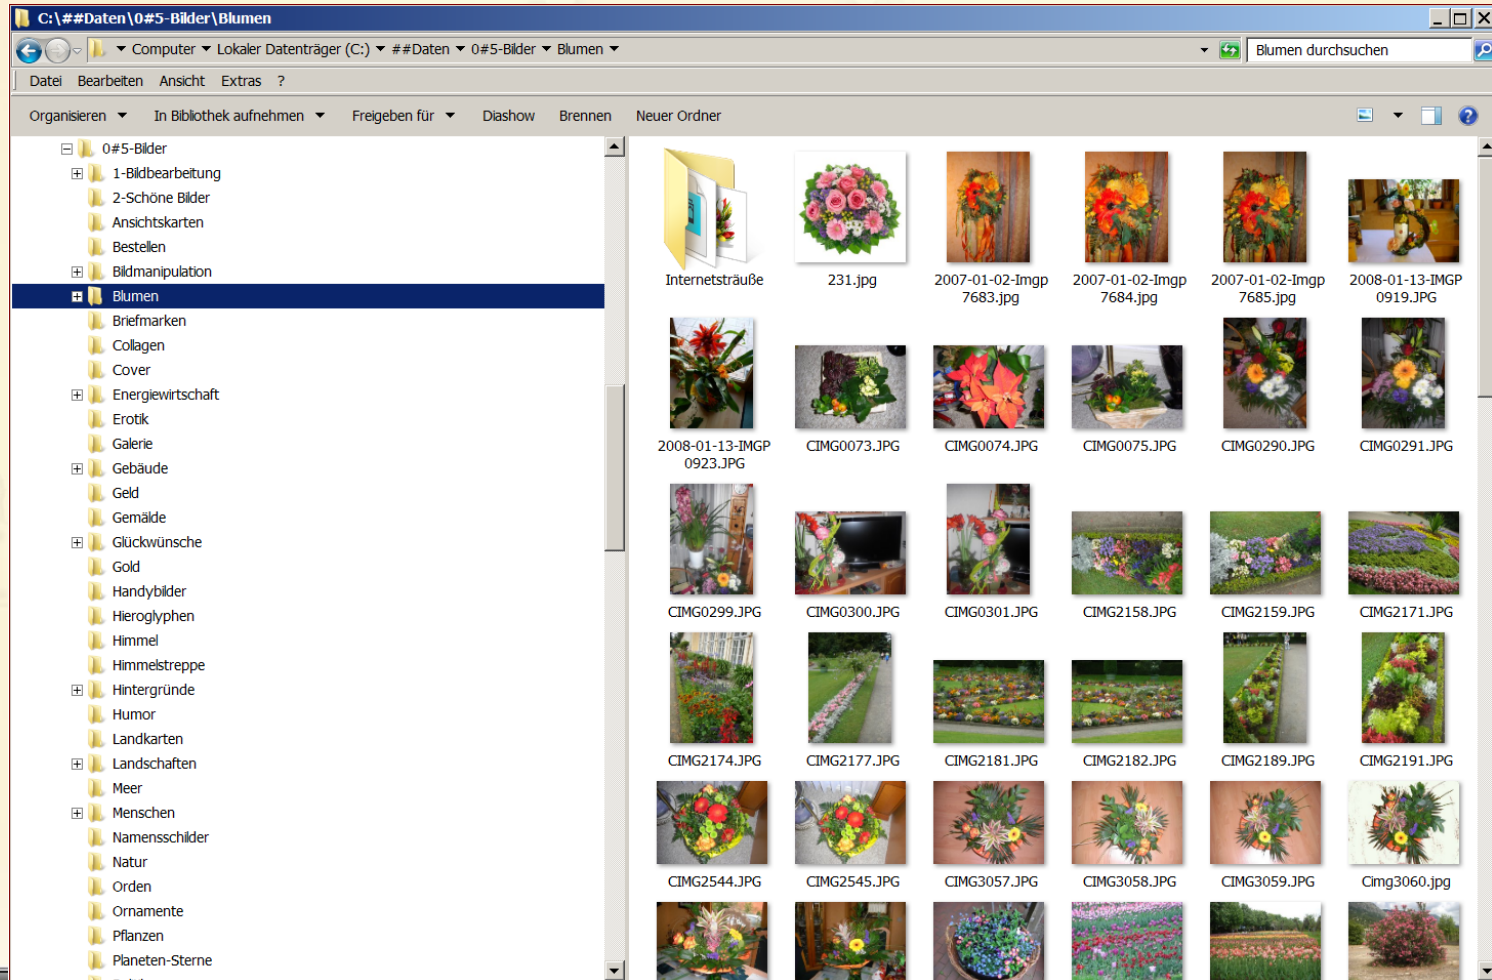 C:\##Daten\0#5-Bilder\Blumen
Computer Lokaler Datenträger (C:) ##Daten 0#5-Bilder Blumen
Blumen durchsuchen
Datei Bearbeiten Ansicht Extras ?
Organisieren In Bibliothek aufnehmen Freigeben für Diashow Brennen Neuer Ordner
0#5-Bilder
1-Bildbearbeitung
2-Schöne Bilder
Ansichtskarten
Bestellen
Bildmanipulation
Blumen
Briefmarken
Collagen
Cover
Energiewirtschaft
Erotik
Galerie
Gebäude
Geld
Gemälde
Glückwünsche
Gold
Handybilder
Hieroglyphen
Himmel
Himmelstreppe
Hintergründe
Humor
Landkarten
Landschaften
Meer
Menschen
Namensschilder
Natur
Orden
Ornamente
Pflanzen
Planeten-Sterne
Internetsträuße
231.jpg
2007-01-02-Imgp
7683.jpg
2007-01-02-Imgp
7684.jpg
2007-01-02-Imgp
7685.jpg
2008-01-13-IMGP
0919.JPG
2008-01-13-IMGP
0923.JPG
CIMG0073.JPG
CIMG0074.JPG
CIMG0075.JPG
CIMG0290.JPG
CIMG0291.JPG
CIMG0299.JPG
CIMG0300.JPG
CIMG0301.JPG
CIMG2158.JPG
CIMG2159.JPG
CIMG2171.JPG
CIMG2174.JPG
CIMG2177.JPG
CIMG2181.JPG
CIMG2182.JPG
CIMG2189.JPG
CIMG2191.JPG
CIMG2544.JPG
CIMG2545.JPG
CIMG3057.JPG
CIMG3058.JPG
CIMG3059.JPG
Cimg3060.jpg